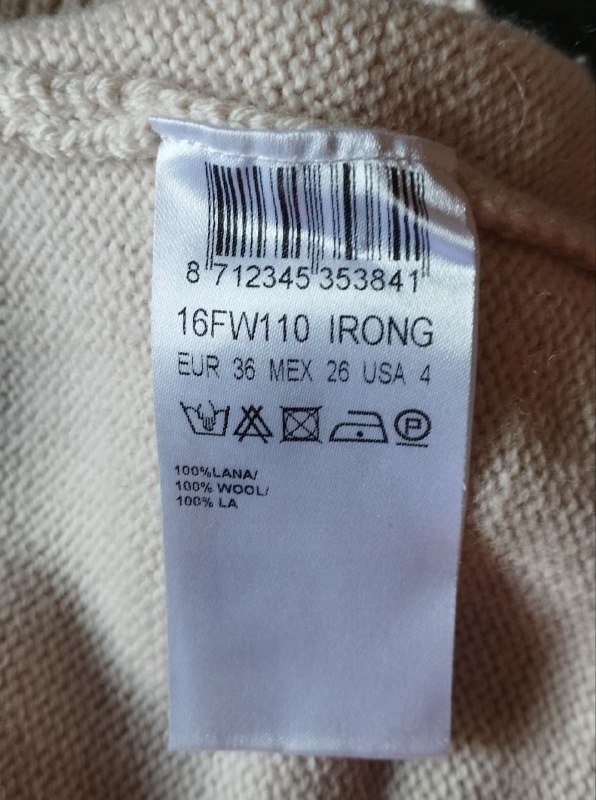 8 712345 353841
16FW110 IRONG
EUR 36 MEX 26 USA 4
P
100%LANA/
100% WOOL/
100% LA